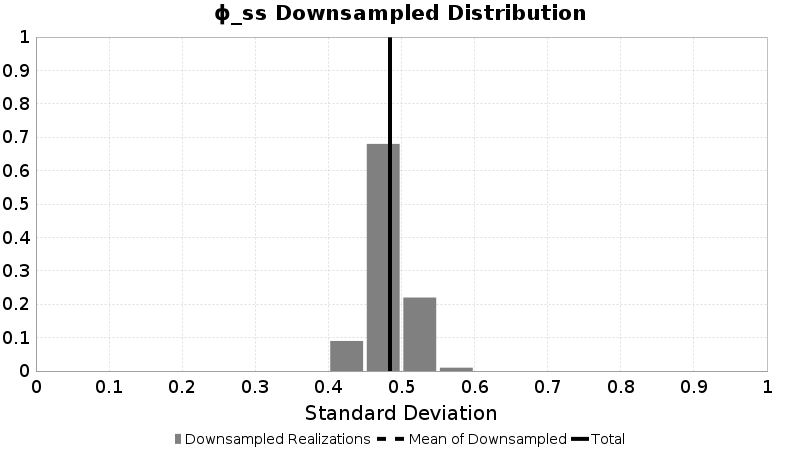 ϕ_ss Downsampled Distribution
1
0.9
0.8
0.7
0.6
0.5
0.4
0.3
0.2
0.1
0
0 0.1 0.2 0.3 0.4 0.5 0.6 0.7 0.8 0.9 1
Standard Deviation
Downsampled Realizations Mean of Downsampled Total